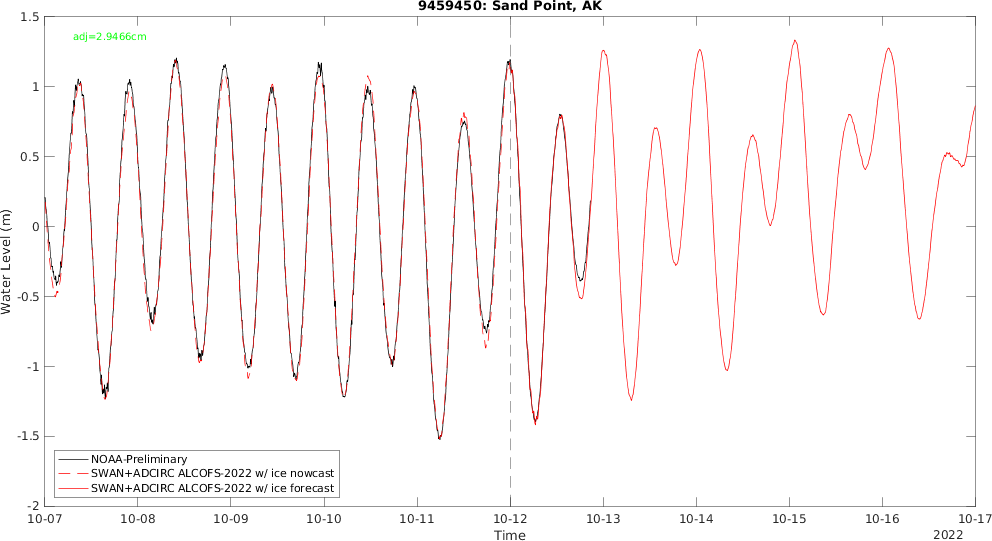 9459450: Sand Point, AK
adj=2.9466cm
1.5
1
0.5
0
-0.5
-1
-1.5
-2
Water Level (m)
NOAA-Preliminary
SWAN+ADCIRC ALCOFS-2022 w/ ice nowcast
SWAN+ADCIRC ALCOFS-2022 w/ ice forecast
10-07 10-08 10-09 10-10 10-11 10-12 10-13 10-14 10-15 10-16 10-17
Time
2022